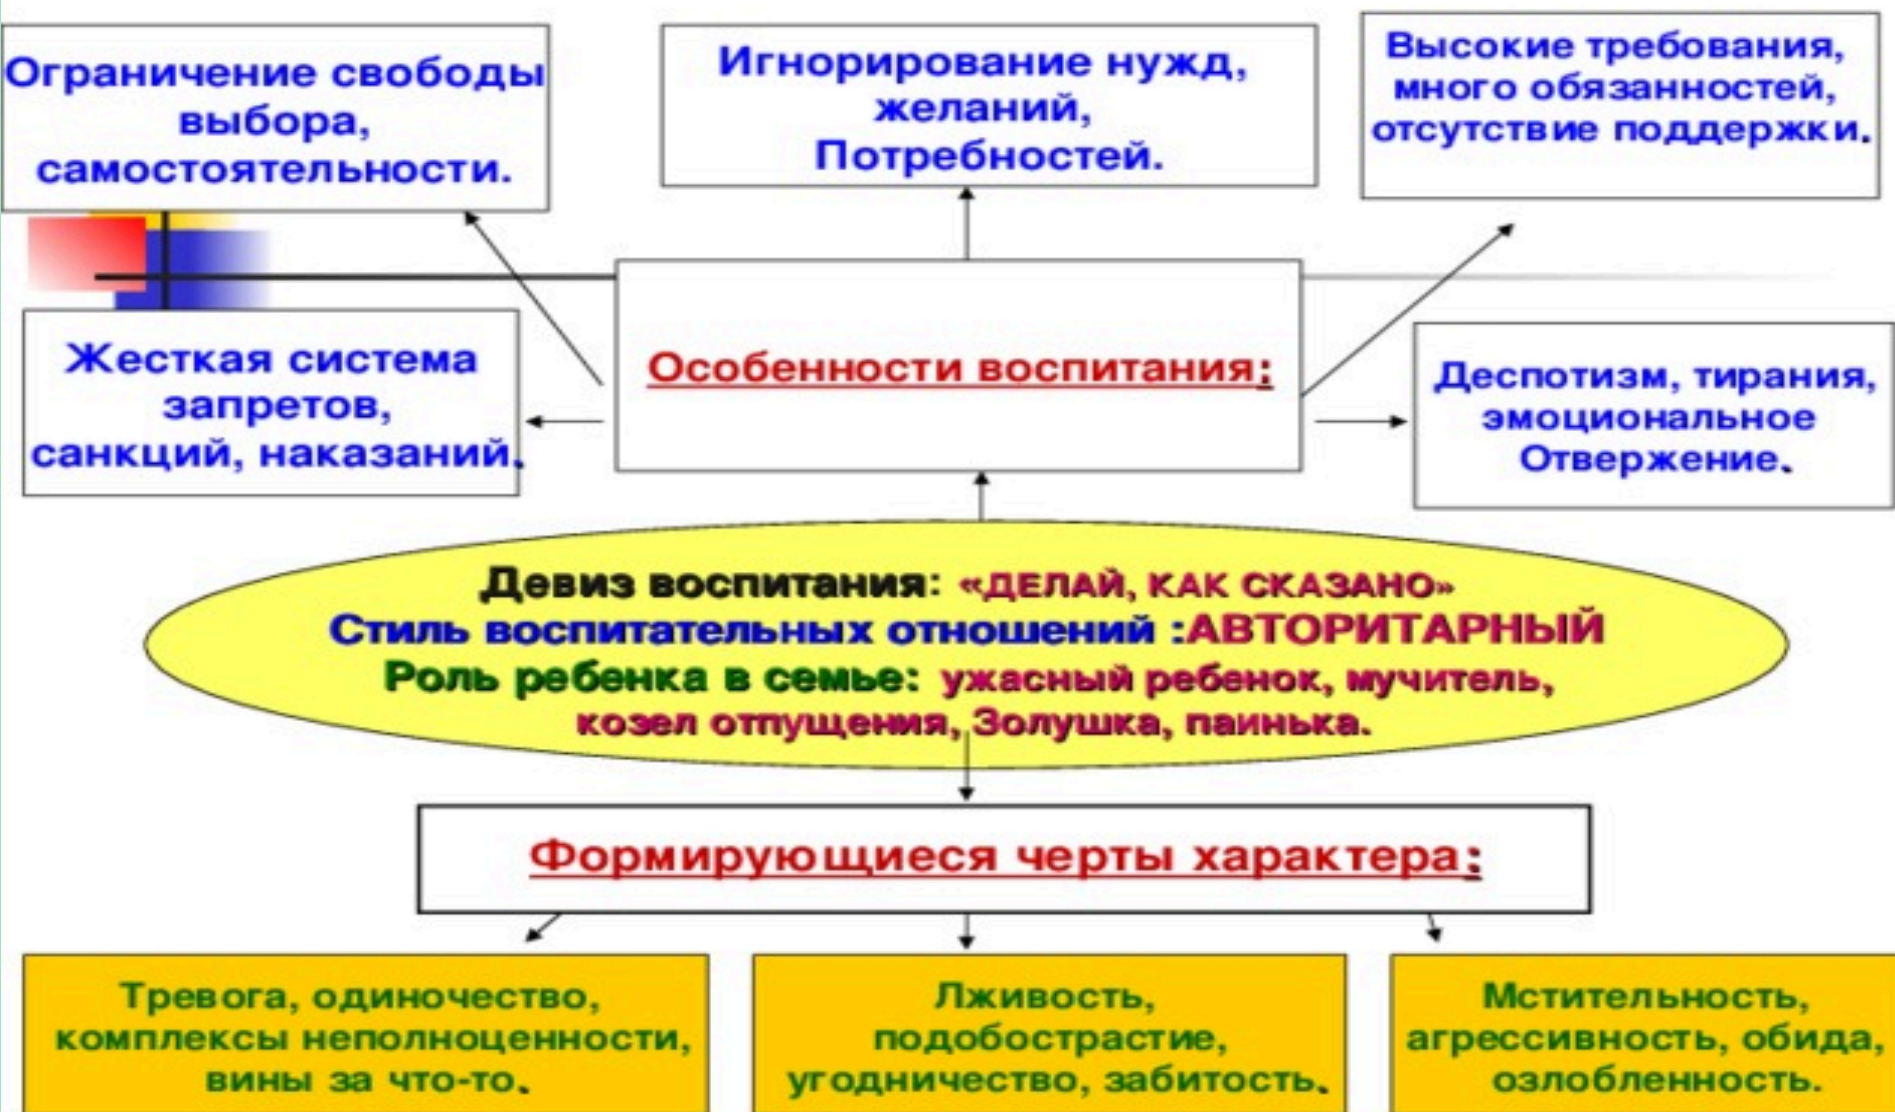 Ограничение свободы
выбора,
самостоятельности.
Игнорирование нужд,
желаний,
Потребностей.
Высокие требования,
много обязанностей,
отсутствие поддержки.
Жесткая система
запретов,
санкций, наказаний.
Особенности воспитания:
Деспотизм, тирания,
эмоциональное
Отвержение.
Девиз воспитания: «ДЕЛАЙ, КАК СКАЗАНО»
Стиль воспитательных отношений :АВТОРИТАРНЫЙ
Роль ребенка в семье: ужасный ребенок, мучитель,
козел отпущения, Золушка, паинька.
Формирующиеся черты характера:
Тревога, одиночество,
комплексы неполноценности,
вины за что-то.
Лживость,
подобострастие,
угодничество, забитость.
Мстительность,
агрессивность, обида,
озлобленность.